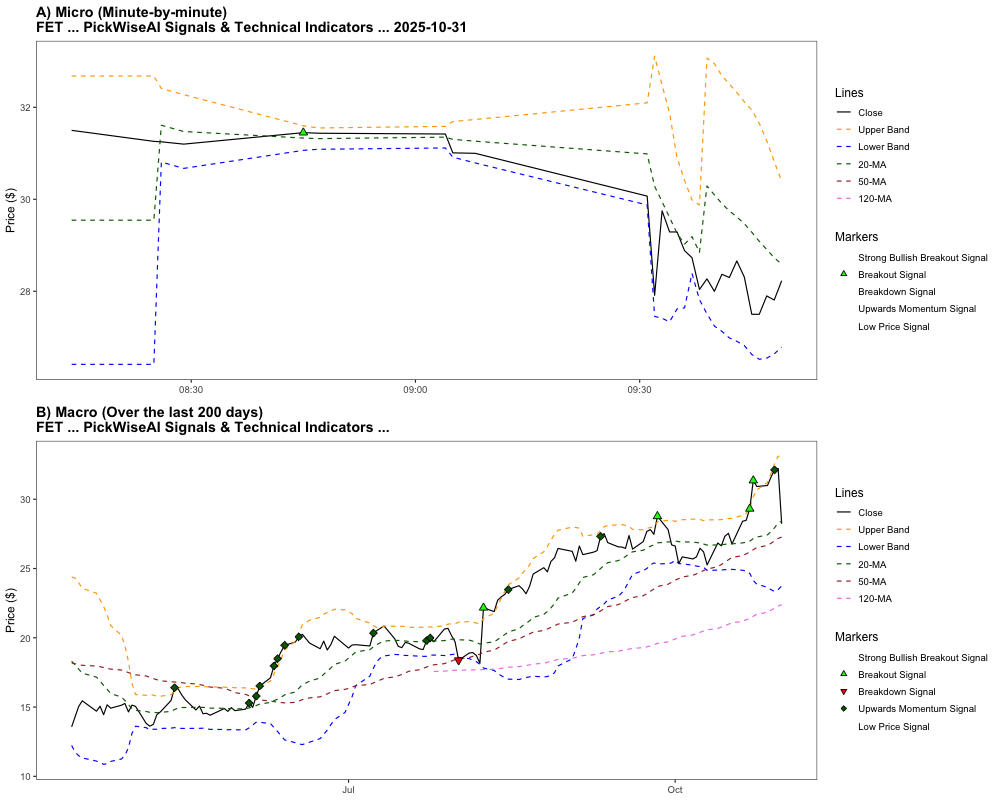 A) Micro (Minute-by-minute)
FET ... PickWiseAI Signals & Technical Indicators ... 2025-10-31
Price ($)
32
30
28
08:30
09:00
09:30
Lines
Close
Upper Band
Lower Band
20-MA
50-MA
120-MA
Markers
Strong Bullish Breakout Signal
Breakout Signal
Breakdown Signal
Upwards Momentum Signal
Low Price Signal
B) Macro (Over the last 200 days)
FET ... PickWiseAI Signals & Technical Indicators ...
Price ($)
30
25
20
15
10
Jul
Oct
Lines
Close
Upper Band
Lower Band
20-MA
50-MA
120-MA
Markers
Strong Bullish Breakout Signal
Breakout Signal
Breakdown Signal
Upwards Momentum Signal
Low Price Signal